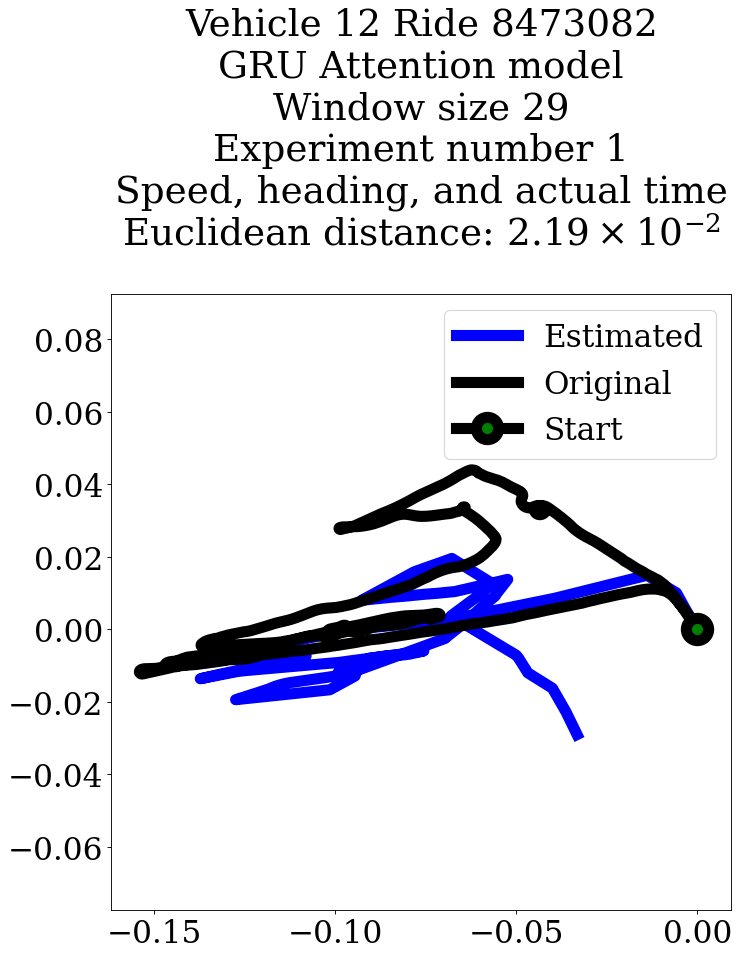 Vehicle 12 Ride 8473082
GRU Attention model
Window size 29
Experiment number 1
Speed, heading, and actual time
Euclidean distance: 2.19 × 10⁻²
Estimated
Original
Start
0.08
0.06
0.04
0.02
0.00
−0.02
−0.04
−0.06
−0.15
−0.10
−0.05
0.00